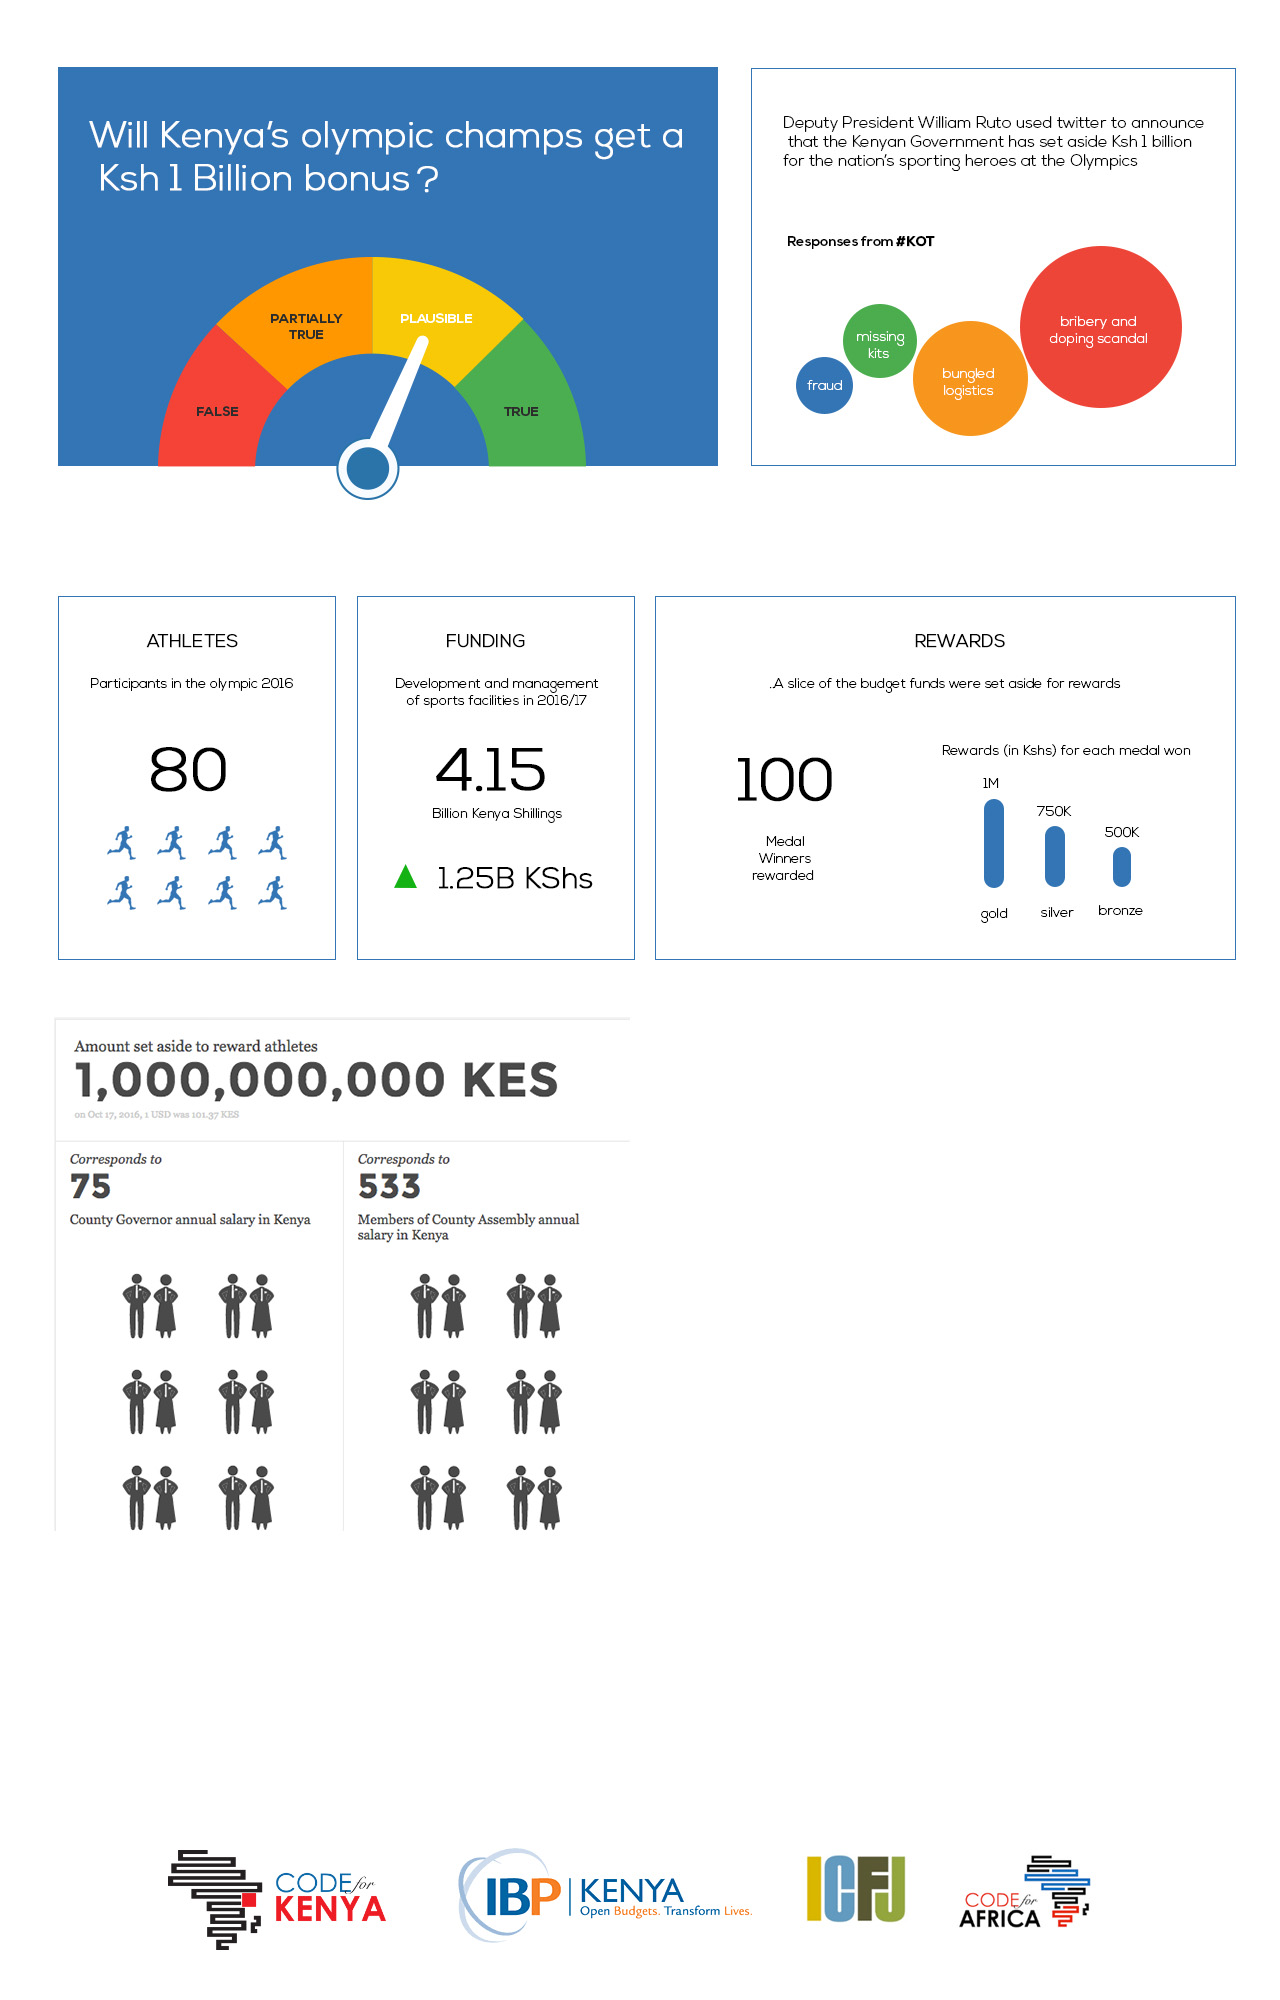 Will Kenya's olympic champs get a
Ksh 1 Billion bonus ?
PARTIALLY
TRUE
PLAUSIBLE
FALSE
TRUE
Deputy President William Ruto used twitter to announce
that the Kenyan Government has set aside Ksh 1 billion
for the nation's sporting heroes at the Olympics
Responses from #KOT
fraud
missing
kits
bungled
logistics
bribery and
doping scandal
ATHLETES
Participants in the olympic 2016
80
FUNDING
Development and management
of sports facilities in 2016/17
4.15
Billion Kenya Shillings
1.25B KShs
REWARDS
.A slice of the budget funds were set aside for rewards
100
Medal
Winners
rewarded
Rewards (in Kshs) for each medal won
1M
750K
500K
gold
silver
bronze
Amount set aside to reward athletes
1,000,000,000 KES
on Oct 17, 2016, 1 USD was 101.37 KES
Corresponds to
75
County Governor annual salary in Kenya
Corresponds to
533
Members of County Assembly annual
salary in Kenya
CODE for
KENYA
IBP KENYA
Open Budgets. Transform Lives.
ICFJ
CODE for
AFRICA